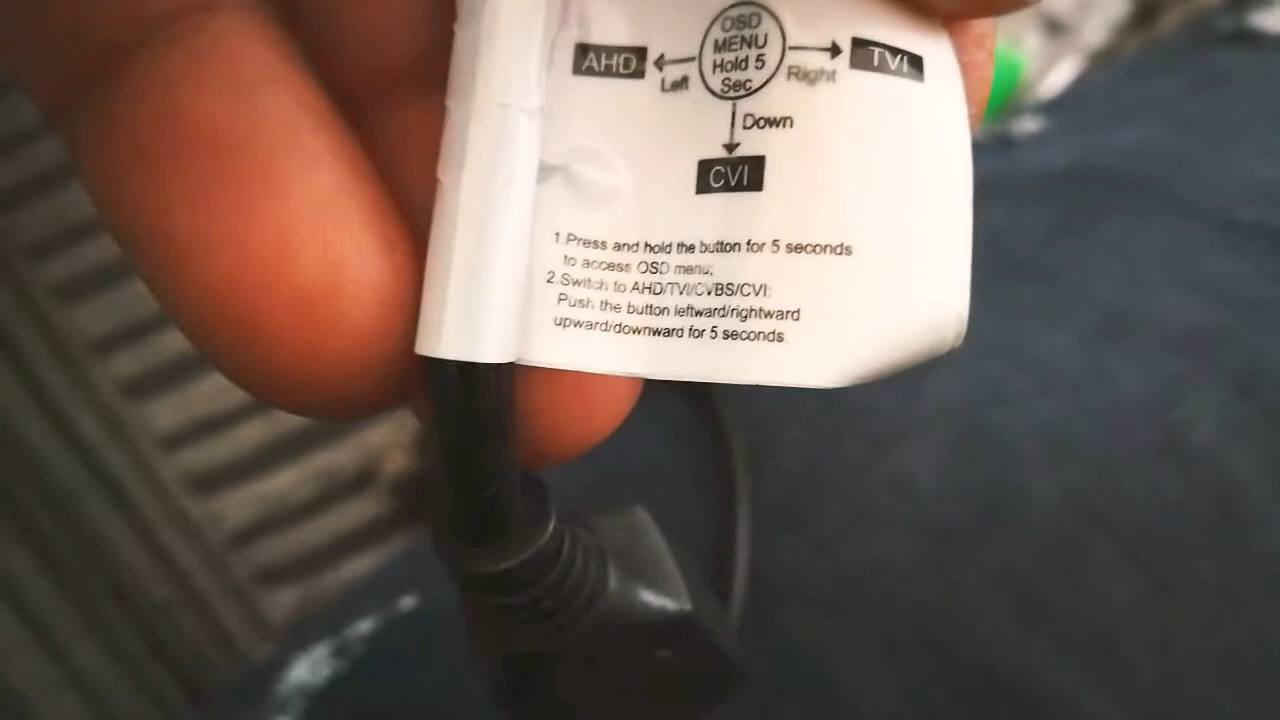 OSD
MENU
Hold 5
Sec
AHD
Left
Right
TVI
Down
CVI
1.Press and hold the button for 5 seconds
to access OSD menu;
2.Switch to AHD/TVI/CVBS/CVI:
Push the button leftward/rightward
upward/downward for 5 seconds